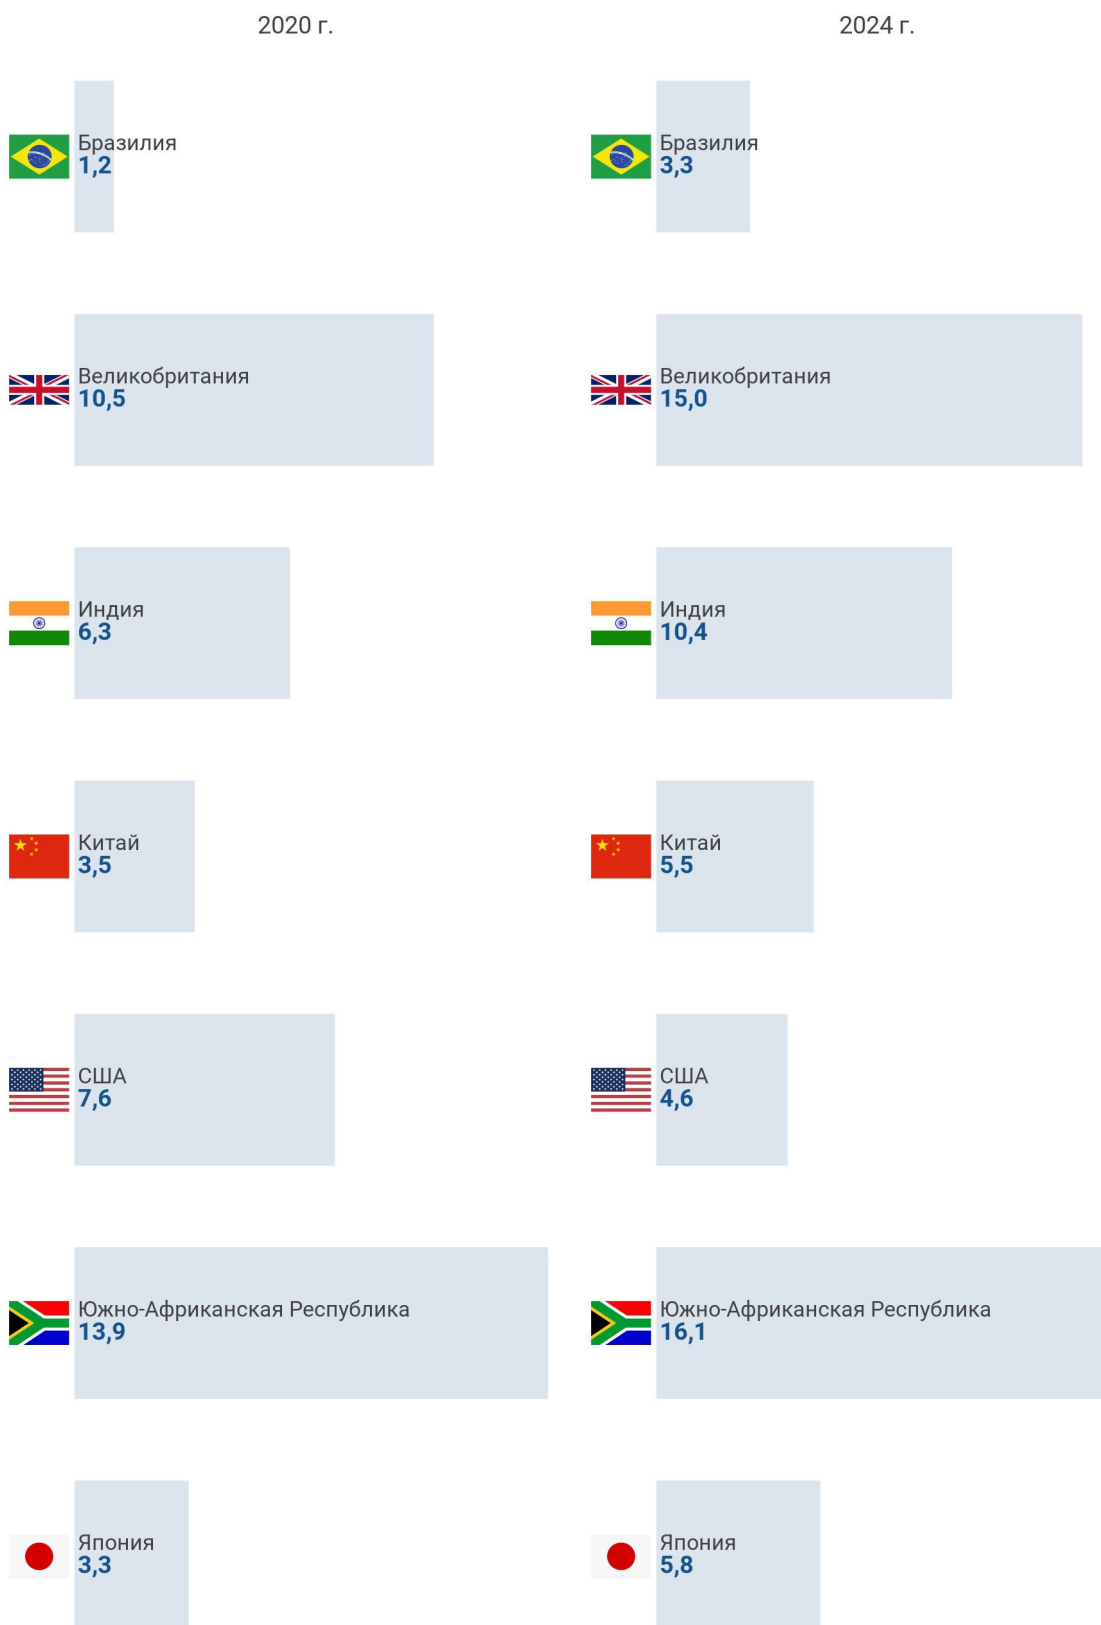 2020 г.
2024 г.
Бразилия
1,2
Бразилия
3,3
Великобритания
10,5
Великобритания
15,0
Индия
6,3
Индия
10,4
Китай
3,5
Китай
5,5
США
7,6
США
4,6
Южно-Африканская Республика
13,9
Южно-Африканская Республика
16,1
Япония
3,3
Япония
5,8